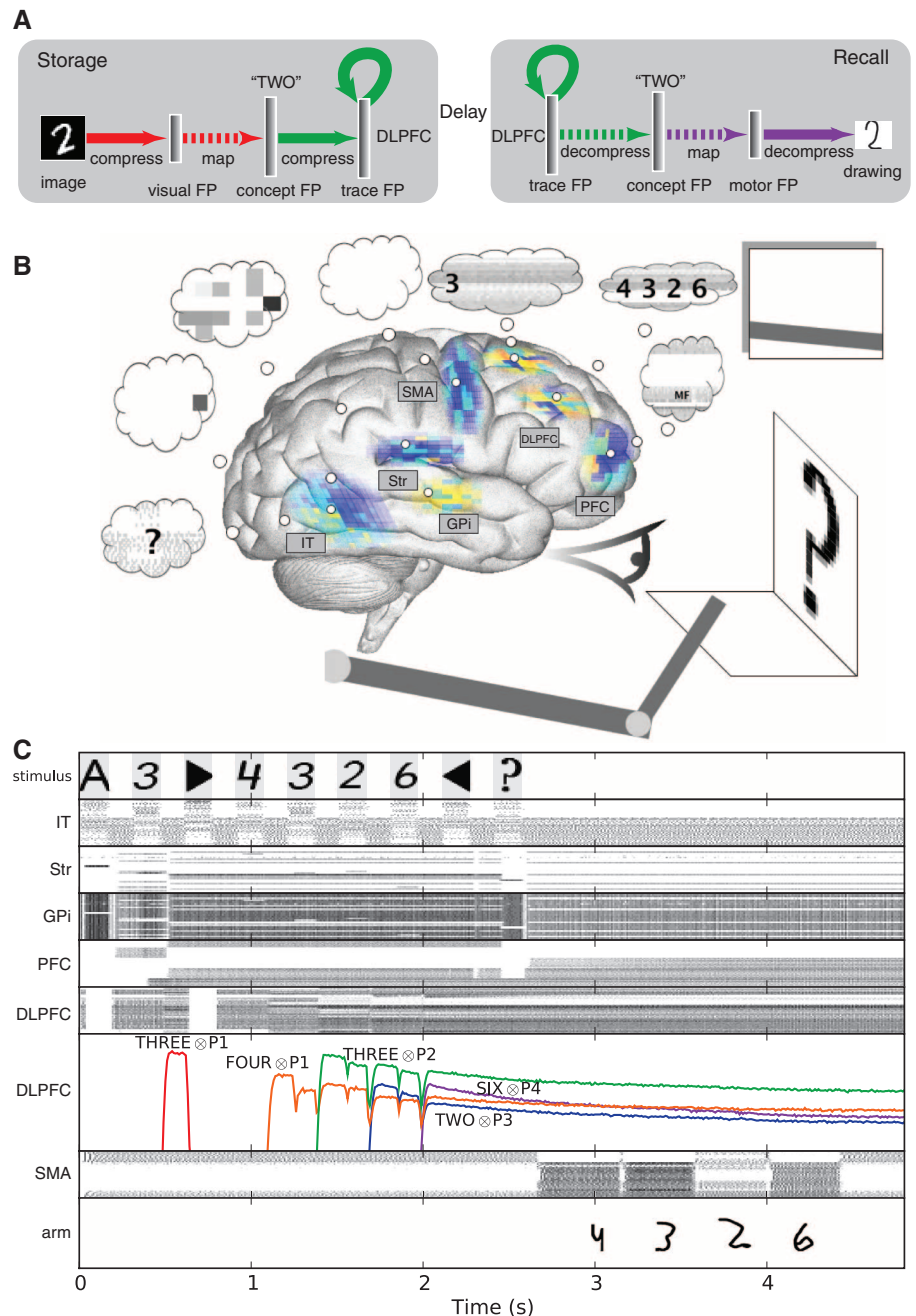 A
Storage
Recall
"TWO"
"TWO"
Delay
DLPFC
DLPFC
compress
map
compress
decompress
map
decompress
image
visual FP
concept FP
trace FP
trace FP
concept FP
motor FP
drawing
2
2
B
3
4 3 2 6
MF
SMA
DLPFC
Str
GPi
PFC
IT
?
?
C
stimulus
A 3 ▶ 4 3 2 6 ◀ ?
IT
Str
GPi
PFC
DLPFC
DLPFC
THREE⊗P1
FOUR⊗P1
THREE⊗P2
SIX⊗P4
TWO⊗P3
SMA
arm
4 3 2 6
0 1 2 3 4
Time (s)